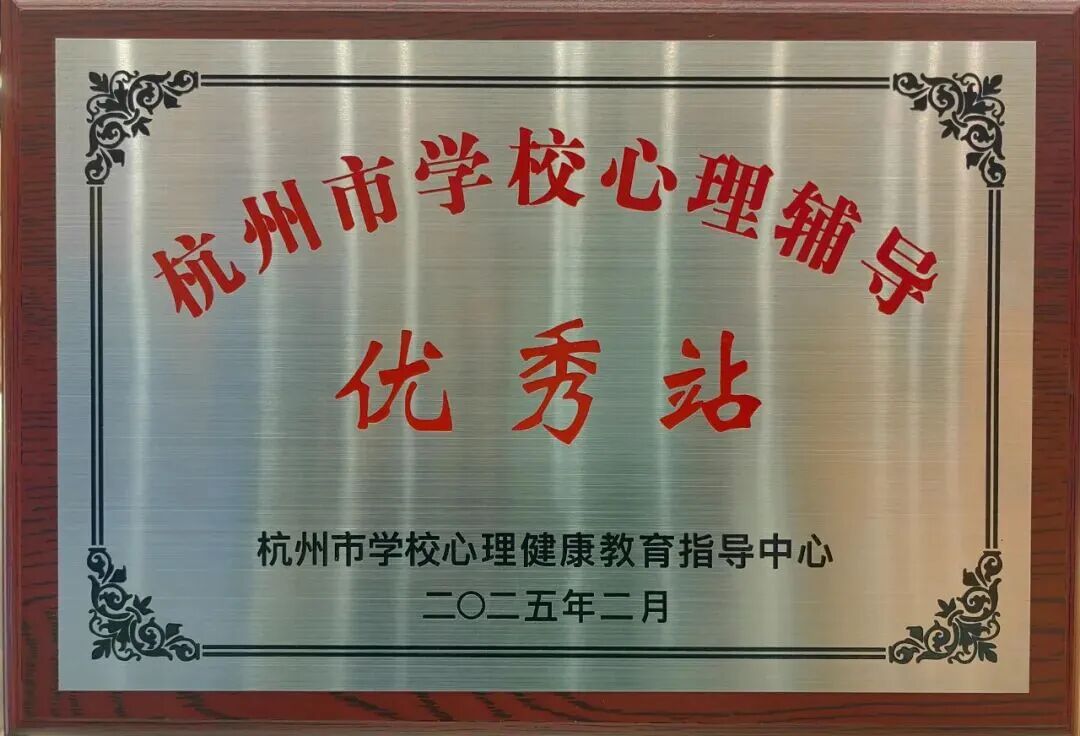 杭州市学校心理辅导
优秀站
杭州市学校心理健康教育指导中心
二〇二五年二月